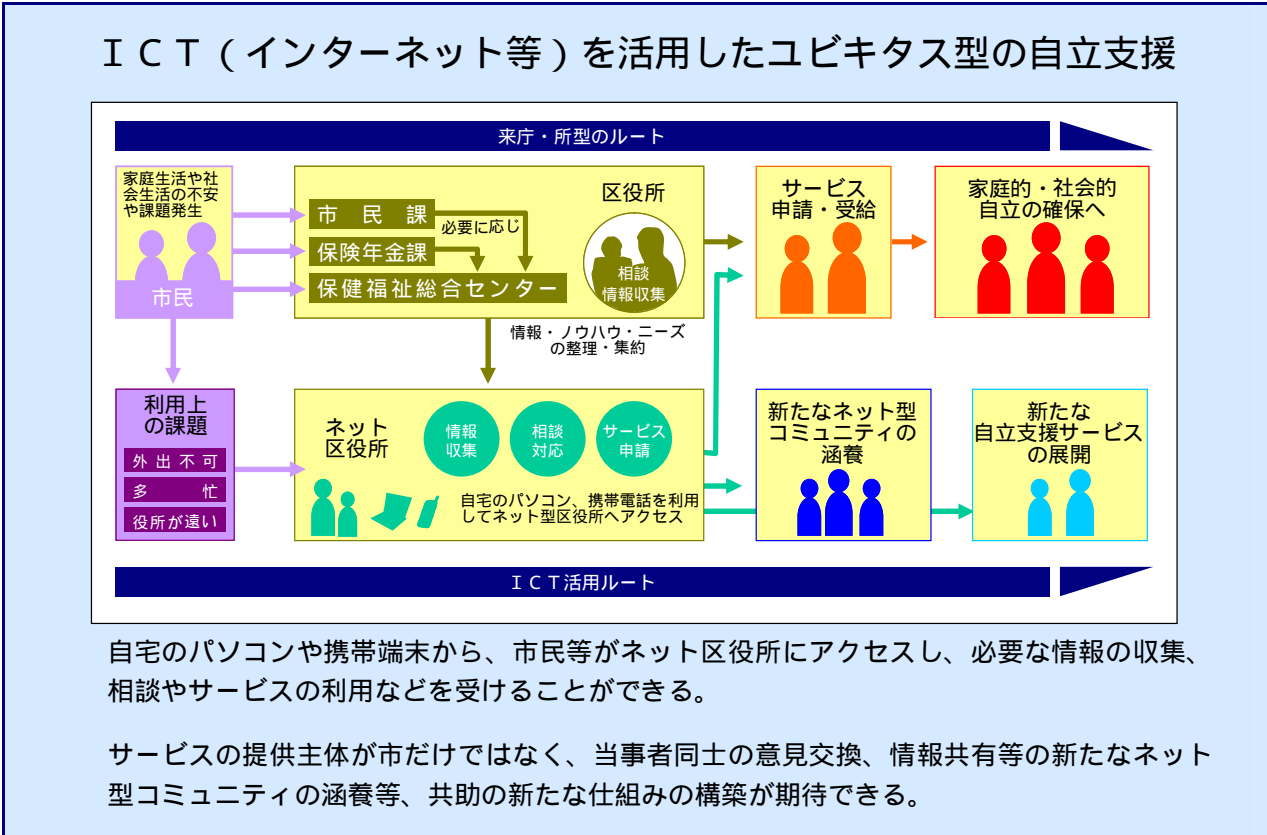 ＩＣＴ（インターネット等）を活用したユビキタス型の自立支援
来庁・所型のルート
家庭生活や社
会生活の不安
や課題発生
市民
市民課
保険年金課
保健福祉総合センター
必要に応じ
区役所
相談
情報収集
サービス
申請・受給
家庭的・社会的
自立の確保へ
情報・ノウハウ・ニーズ
の整理・集約
利用上
の課題
外出不可
多忙
役所が遠い
ネット
区役所
情報
収集
相談
対応
サービス
申請
自宅のパソコン、携帯電話を利用
してネット型区役所へアクセス
新たなネット型
コミュニティの
涵養
新たな
自立支援サービス
の展開
ＩＣＴ活用ルート
自宅のパソコンや携帯端末から、市民等がネット区役所にアクセスし、必要な情報の収集、
相談やサービスの利用などを受けることができる。
サービスの提供主体が市だけではなく、当事者同士の意見交換、情報共有等の新たなネット
型コミュニティの涵養等、共助の新たな仕組みの構築が期待できる。